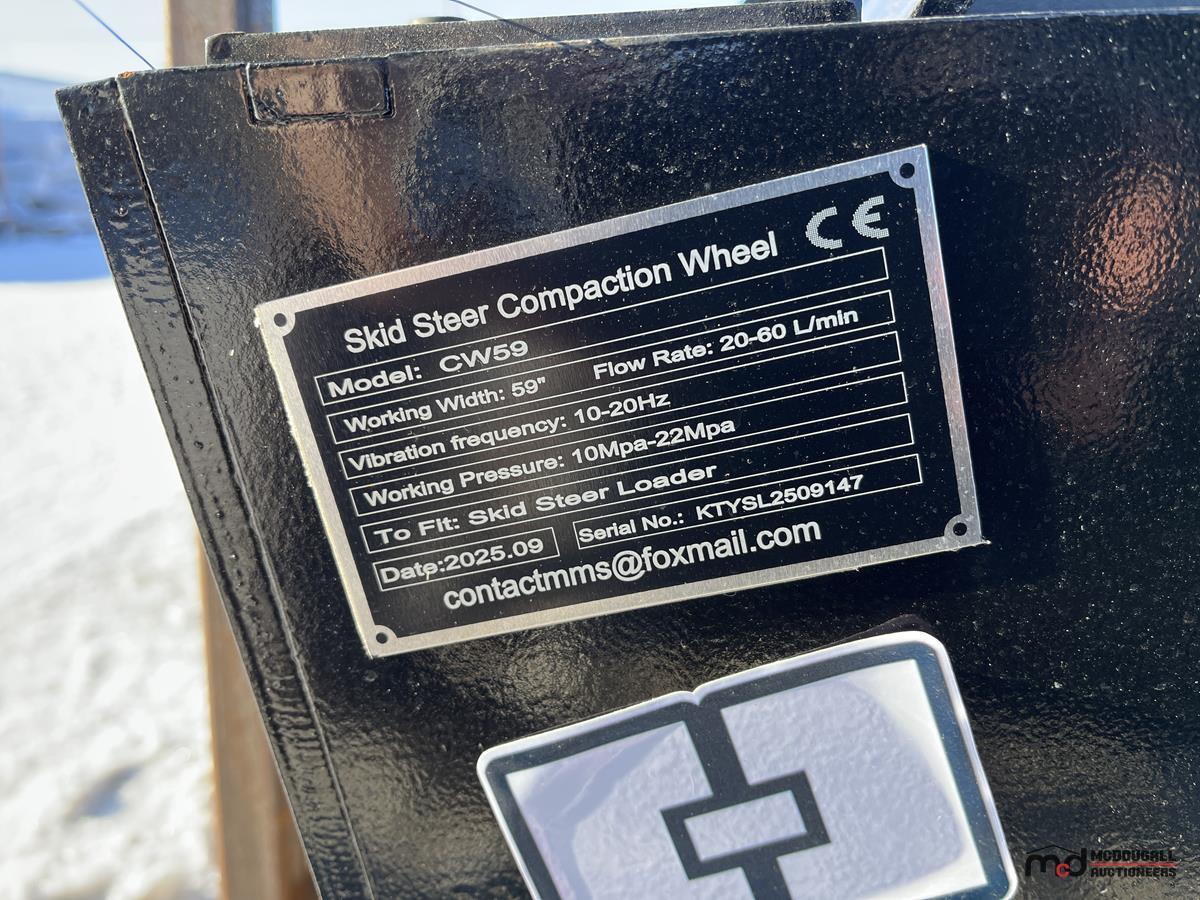 CE
Skid Steer Compaction Wheel
Model: CW59
Working Width: 59" Flow Rate: 20-60 L/min
Vibration frequency: 10-20Hz
Working Pressure: 10Mpa-22Mpa
To Fit: Skid Steer Loader
Date:2025.09 Serial No.: KTYSL2509147
contactmms@foxmail.com
mcd MCDOUGALL
AUCTIONEERS